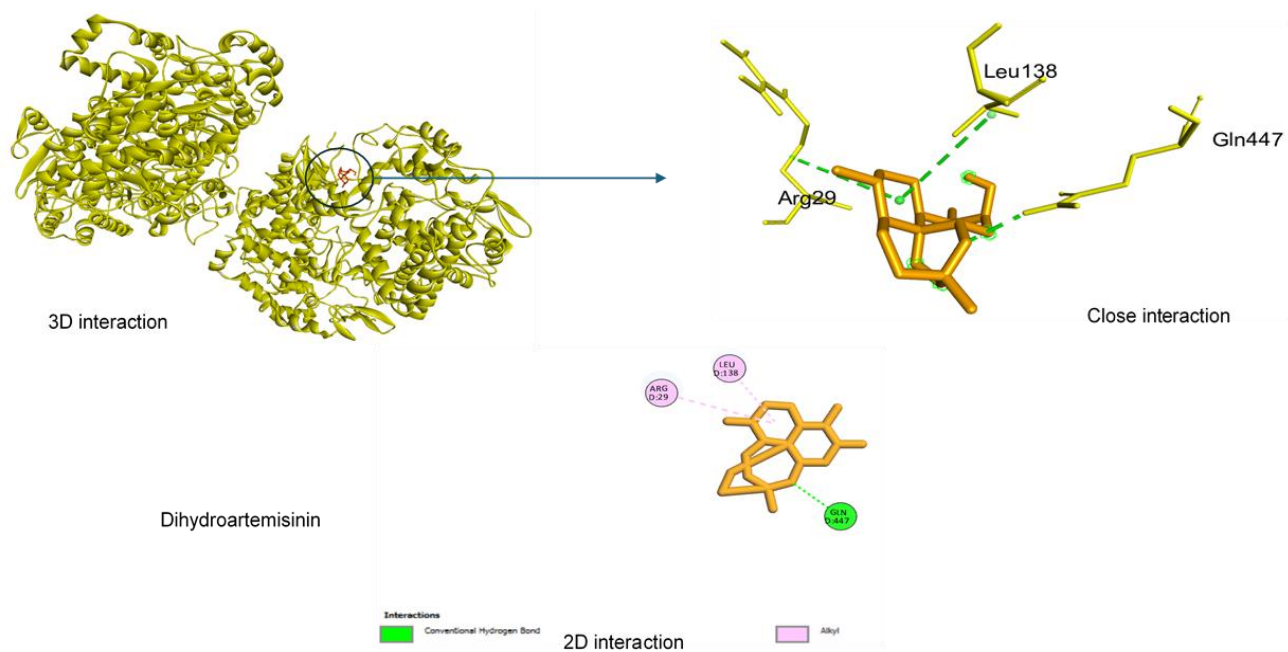 Leu138
Gln447
Arg29
3D interaction
Close interaction
LEU
D:138
ARG
D:29
Dihydroartemisinin
GLN
D:447
Interactions
Conventional Hydrogen Bond
Alkyl
2D interaction